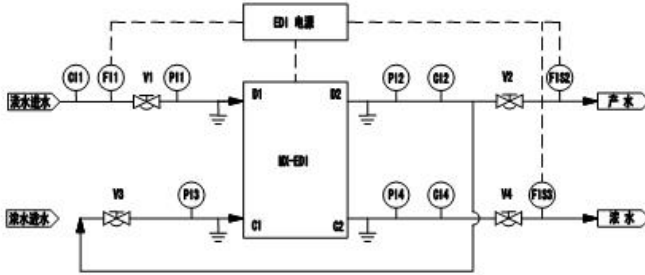 EDI 电源
CI1
FI1
V1
PI1
PI2
CI2
V2
FIS2
淡水进水
D1
D2
产水
MX-EDI
V3
PI3
PI4
CI4
V4
FIS3
浓水进水
C1
C2
浓水